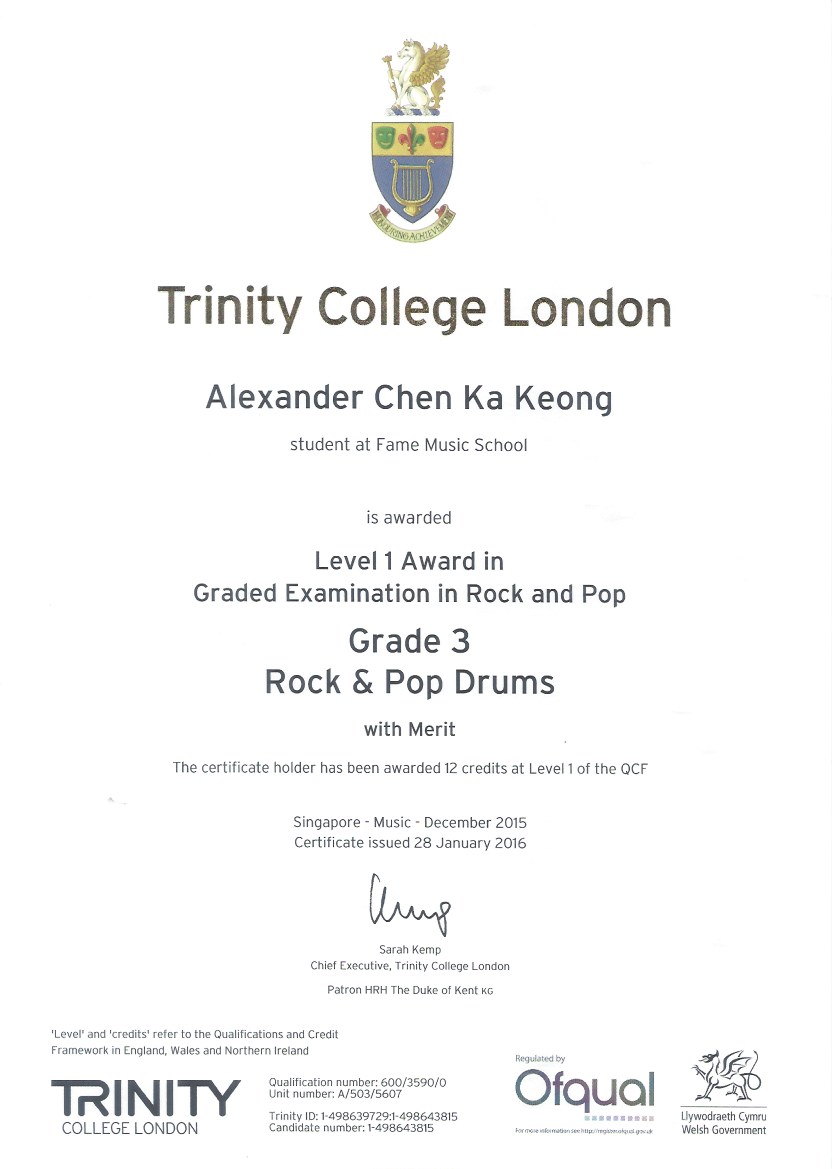 HONOURING ACHIEVEMENT
Trinity College London
Alexander Chen Ka Keong
student at Fame Music School
is awarded
Level 1 Award in
Graded Examination in Rock and Pop
Grade 3
Rock & Pop Drums
with Merit
The certificate holder has been awarded 12 credits at Level 1 of the QCF
Singapore - Music - December 2015
Certificate issued 28 January 2016
Sarah Kemp
Chief Executive, Trinity College London
Patron HRH The Duke of Kent KG
'Level' and 'credits' refer to the Qualifications and Credit
Framework in England, Wales and Northern Ireland
TRINITY
COLLEGE LONDON
Qualification number: 600/3590/0
Unit number: A/503/5607
Trinity ID: 1-498639729:1-498643815
Candidate number: 1-498643815
Regulated by
Ofqual
For more information see http://register.ofqual.gov.uk
Llywodraeth Cymru
Welsh Government